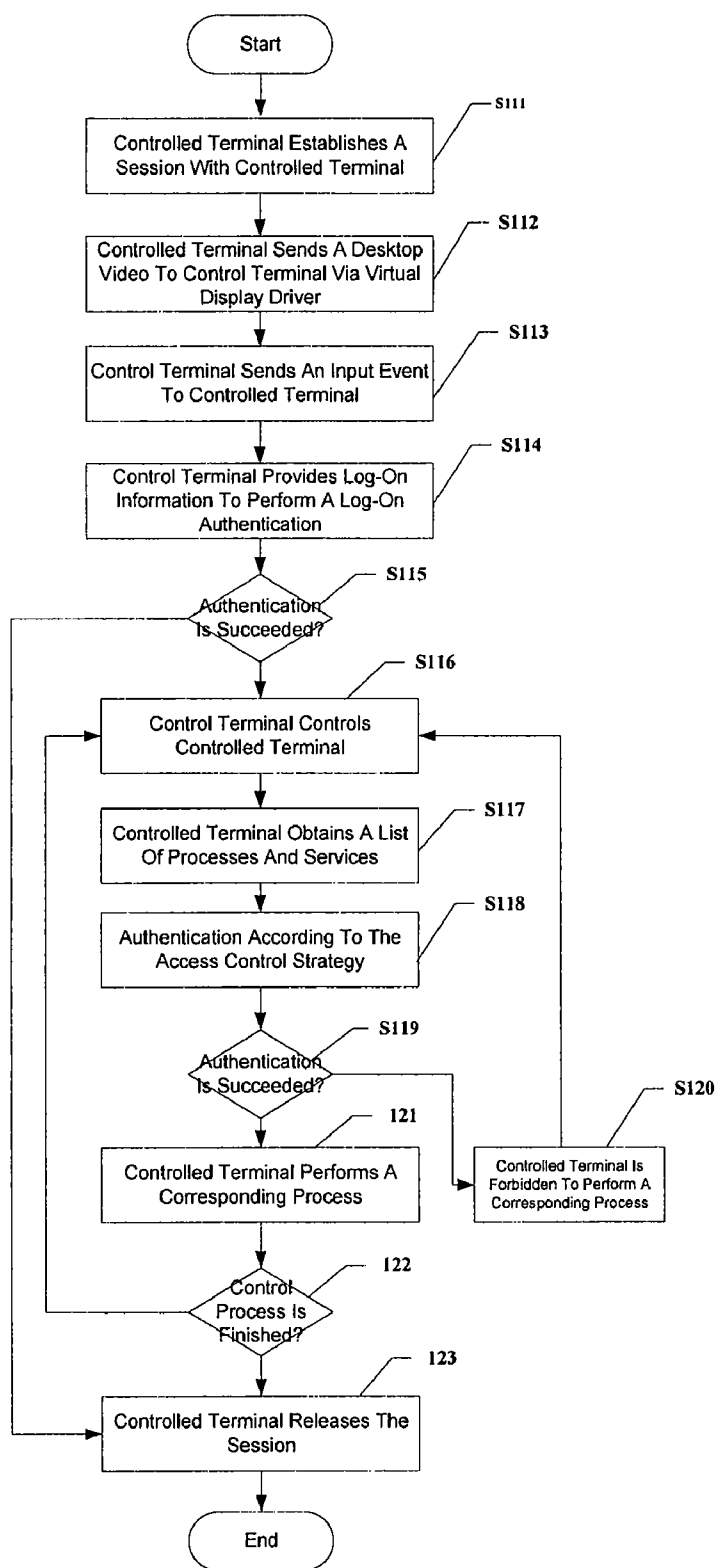 Start
S111
Controlled Terminal Establishes A
Session With Controlled Terminal
S112
Controlled Terminal Sends A Desktop
Video To Control Terminal Via Virtual
Display Driver
S113
Control Terminal Sends An Input Event
To Controlled Terminal
S114
Control Terminal Provides Log-On
Information To Perform A Log-On
Authentication
S115
Authentication
Is Succeeded?
S116
Control Terminal Controls
Controlled Terminal
S117
Controlled Terminal Obtains A List
Of Processes And Services
S118
Authentication According To The
Access Control Strategy
S119
Authentication
Is Succeeded?
S120
Controlled Terminal Is
Forbidden To Perform A
Corresponding Process
121
Controlled Terminal Performs A
Corresponding Process
122
Control
Process Is
Finished?
123
Controlled Terminal Releases The
Session
End